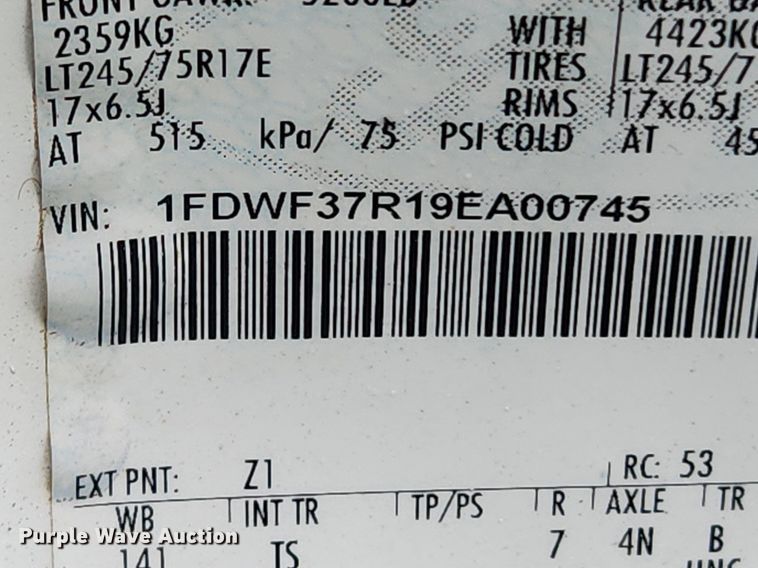 2359KG WITH 4423KG
LT245/75R17E TIRES LT245/7
17x6.5J RIMS 17x6.5J
AT 515 kPa/ 75 PSI COLD AT 45
VIN: 1FDWF37R19EA00745
EXT PNT: Z1 RC: 53
WB INT TR TP/PS R AXLE TR
141 TS 7 4N B
Purple Wave Auction